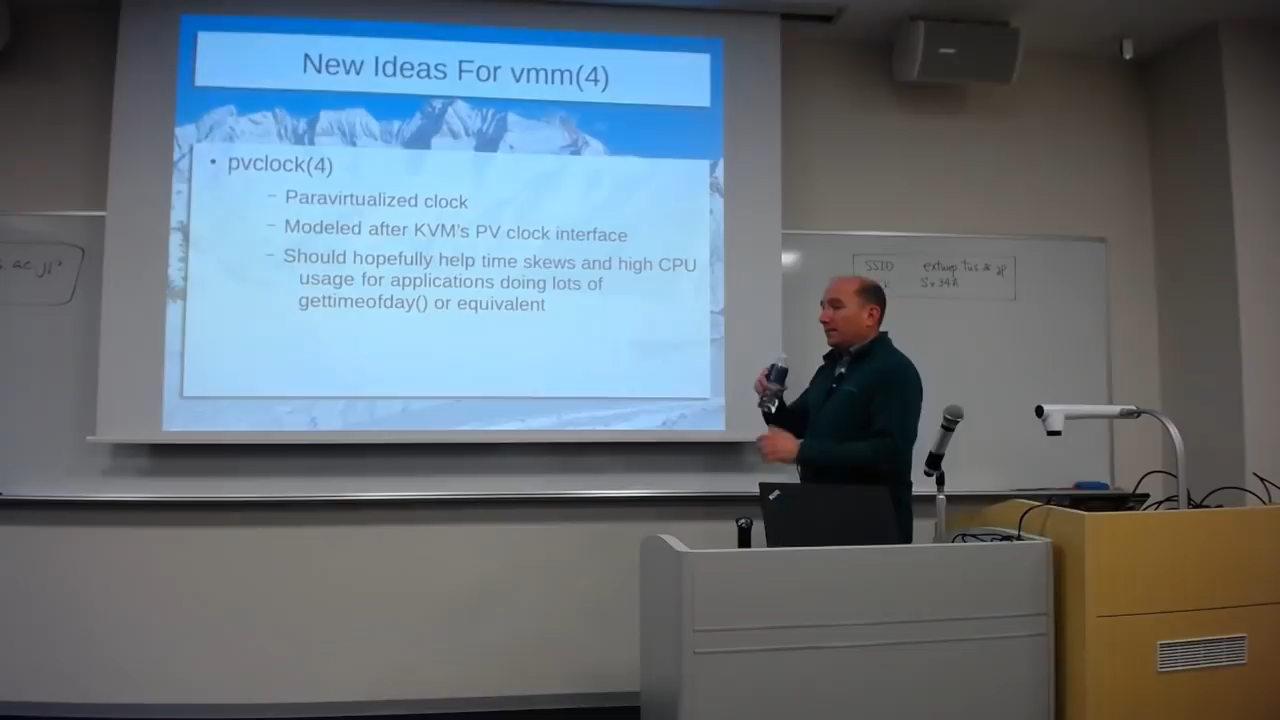 New Ideas For vmm(4)
• pvclock(4)
– Paravirtualized clock
– Modeled after KVM's PV clock interface
– Should hopefully help time skews and high CPU
usage for applications doing lots of
gettimeofday() or equivalent
SSID